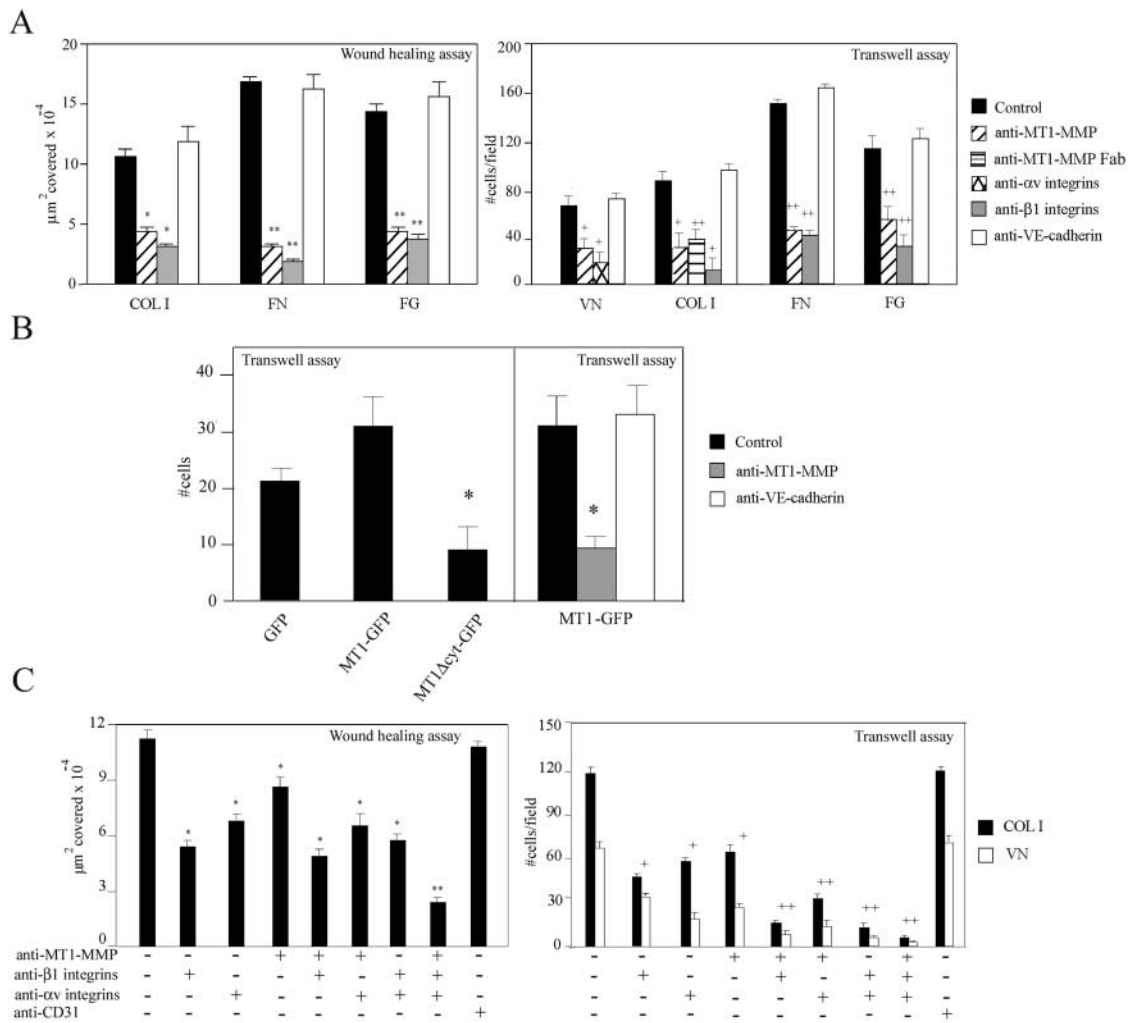 A
Wound healing assay
μm² covered x 10⁻⁴
20
15
10
5
0
* * ** ** ** **
COL I FN FG
Transwell assay
#cells/field
200
160
120
80
40
0
+ + + ++ + ++ ++ ++ ++
VN COL I FN FG
Control
anti-MT1-MMP
anti-MT1-MMP Fab
anti-αv integrins
anti-β1 integrins
anti-VE-cadherin
B
Transwell assay
#cells
40
30
20
10
0
*
GFP MT1-GFP MT1Δcyt-GFP
Transwell assay
*
MT1-GFP
Control
anti-MT1-MMP
anti-VE-cadherin
C
Wound healing assay
μm² covered x 10⁻⁴
12
9
6
3
0
* * * * * * **
anti-MT1-MMP - - - + + + - + -
anti-β1 integrins - + - - + - + + -
anti-αv integrins - - + - - + + + -
anti-CD31 - - - - - - - - +
Transwell assay
#cells/field
150
120
90
60
30
0
+ + + ++ ++ ++ ++
- - - + + + - + -
- + - - + - + + -
- - + - - + + + -
- - - - - - - - +
COL I
VN